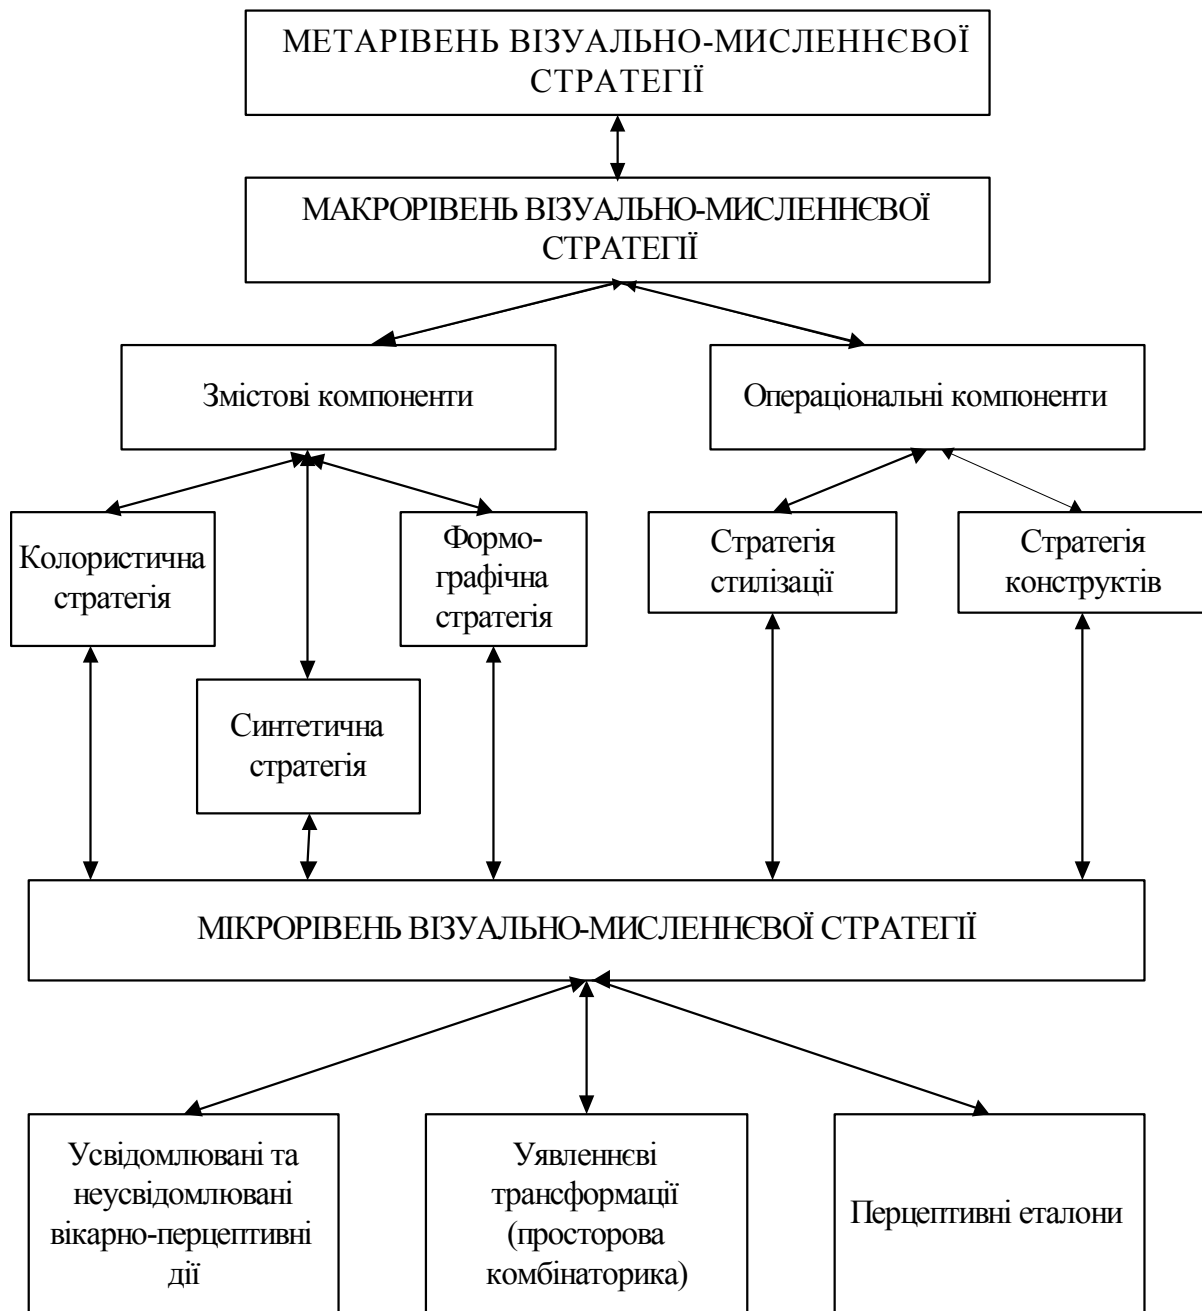 МЕТАРІВЕНЬ ВІЗУАЛЬНО-МИСЛЕННЄВОЇ
СТРАТЕГІЇ
МАКРОРІВЕНЬ ВІЗУАЛЬНО-МИСЛЕННЄВОЇ
СТРАТЕГІЇ
Змістові компоненти
Операціональні компоненти
Колористична
стратегія
Формо-
графічна
стратегія
Стратегія
стилізації
Стратегія
конструктів
Синтетична
стратегія
МІКРОРІВЕНЬ ВІЗУАЛЬНО-МИСЛЕННЄВОЇ СТРАТЕГІЇ
Усвідомлювані та
неусвідомлювані
вікарно-перцептивні
дії
Уявленнєві
трансформації
(просторова
комбінаторика)
Перцептивні еталони